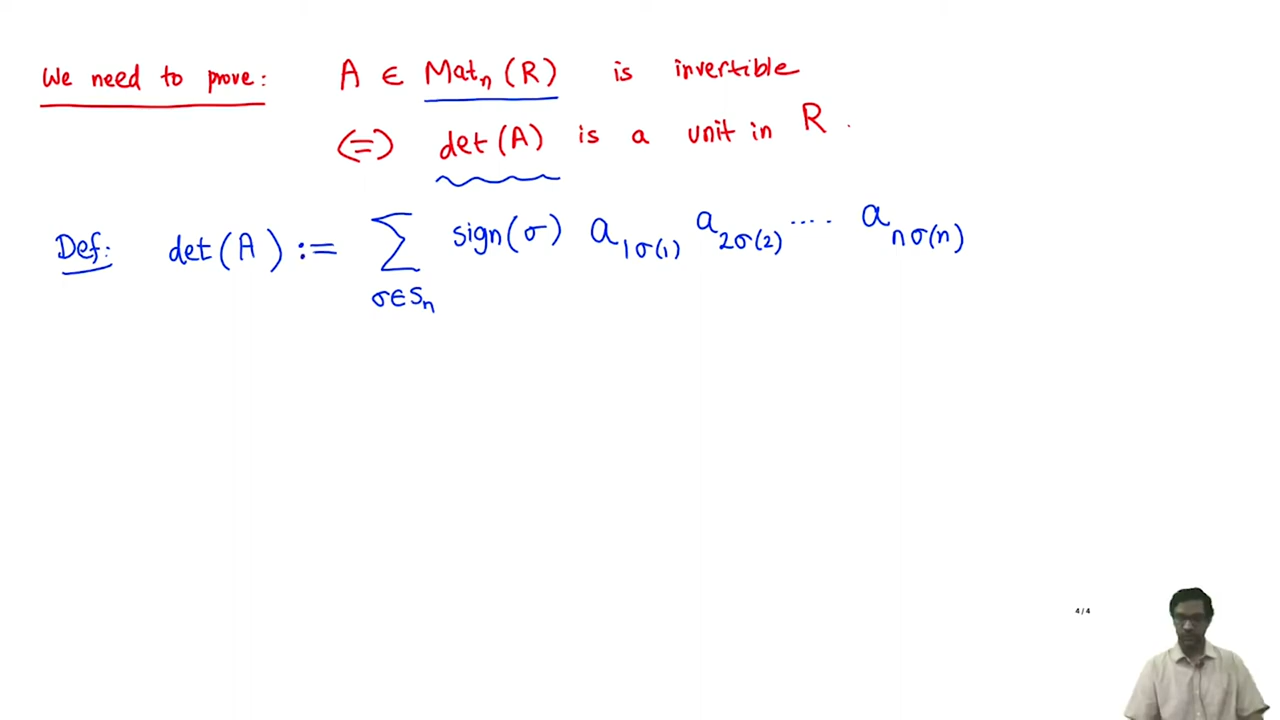 We need to prove: A ∈ Matₙ(R) is invertible
(=) det(A) is a unit in R.
Def: det(A) := ∑_{σ∈Sₙ} sign(σ) a_{1σ(1)} a_{2σ(2)} ···· a_{nσ(n)}
4/4